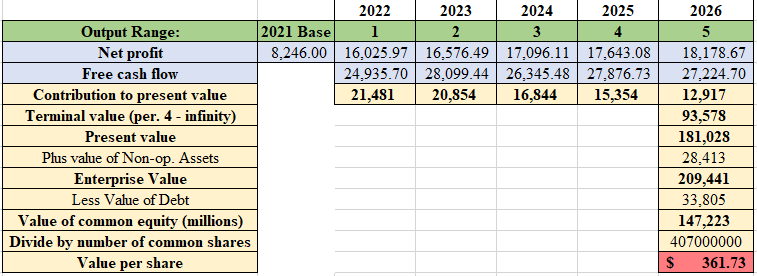 2022 2023 2024 2025 2026
Output Range: 2021 Base 1 2 3 4 5
Net profit 8,246.00 16,025.97 16,576.49 17,096.11 17,643.08 18,178.67
Free cash flow 24,935.70 28,099.44 26,345.48 27,876.73 27,224.70
Contribution to present value 21,481 20,854 16,844 15,354 12,917
Terminal value (per. 4 - infinity) 93,578
Present value 181,028
Plus value of Non-op. Assets 28,413
Enterprise Value 209,441
Less Value of Debt 33,805
Value of common equity (millions) 147,223
Divide by number of common shares 407000000
Value per share $ 361.73